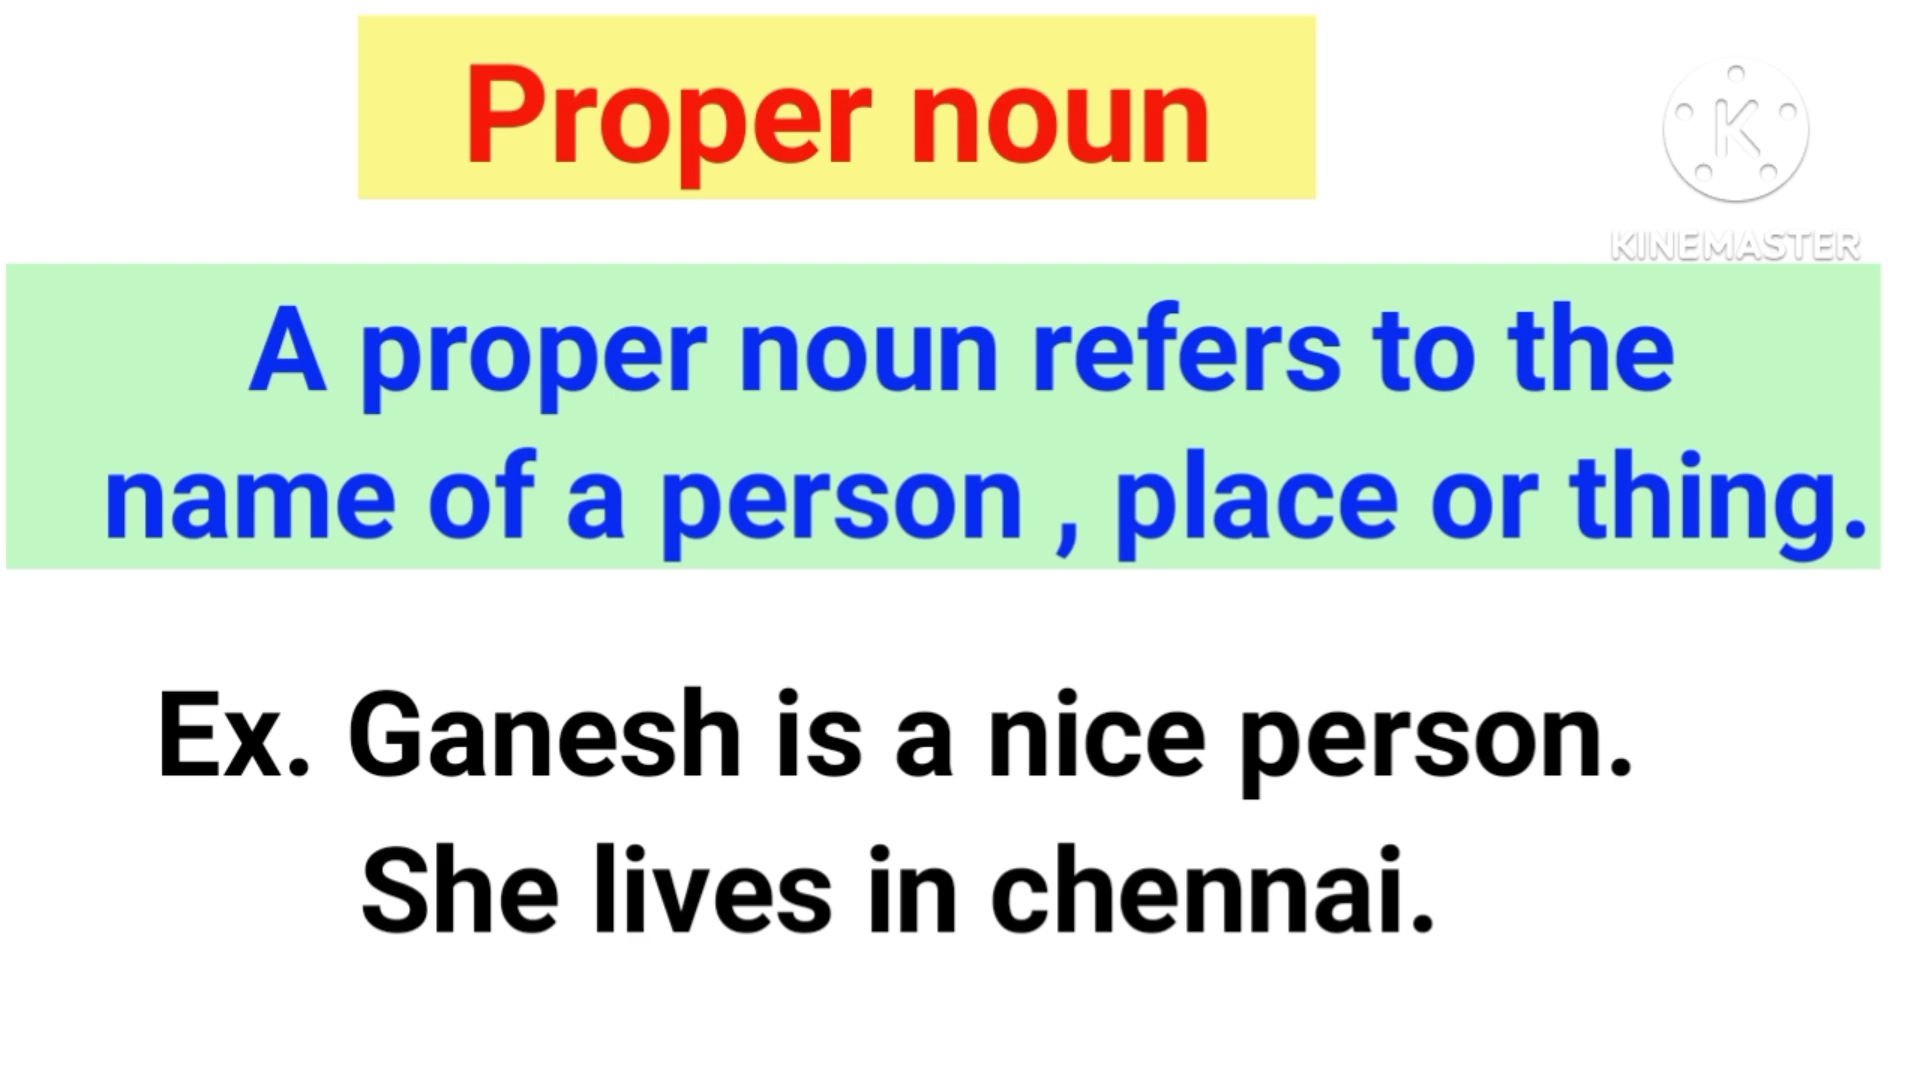 Proper noun
K
KINEMASTER
A proper noun refers to the
name of a person , place or thing.
Ex. Ganesh is a nice person.
She lives in chennai.